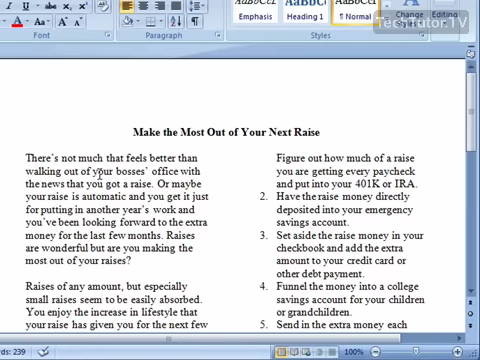 AaBbCcL AaBbC AaBbCcL
Emphasis Heading 1 ¶ Normal Change Styles Editing
TechTutor TV
Font Paragraph Styles
Make the Most Out of Your Next Raise
There's not much that feels better than
walking out of your bosses' office with
the news that you got a raise. Or maybe
your raise is automatic and you get it just
for putting in another year's work and
you've been looking forward to the extra
money for the last few months. Raises
are wonderful but are you making the
most out of your raises?
Raises of any amount, but especially
small raises seem to be easily absorbed.
You enjoy the increase in lifestyle that
your raise has given you for the next few
Figure out how much of a raise
you are getting every paycheck
and put into your 401K or IRA.
2. Have the raise money directly
deposited into your emergency
savings account.
3. Set aside the raise money in your
checkbook and add the extra
amount to your credit card or
other debt payment.
4. Funnel the money into a college
savings account for your children
or grandchildren.
5. Send in the extra money each
rds: 239 100%